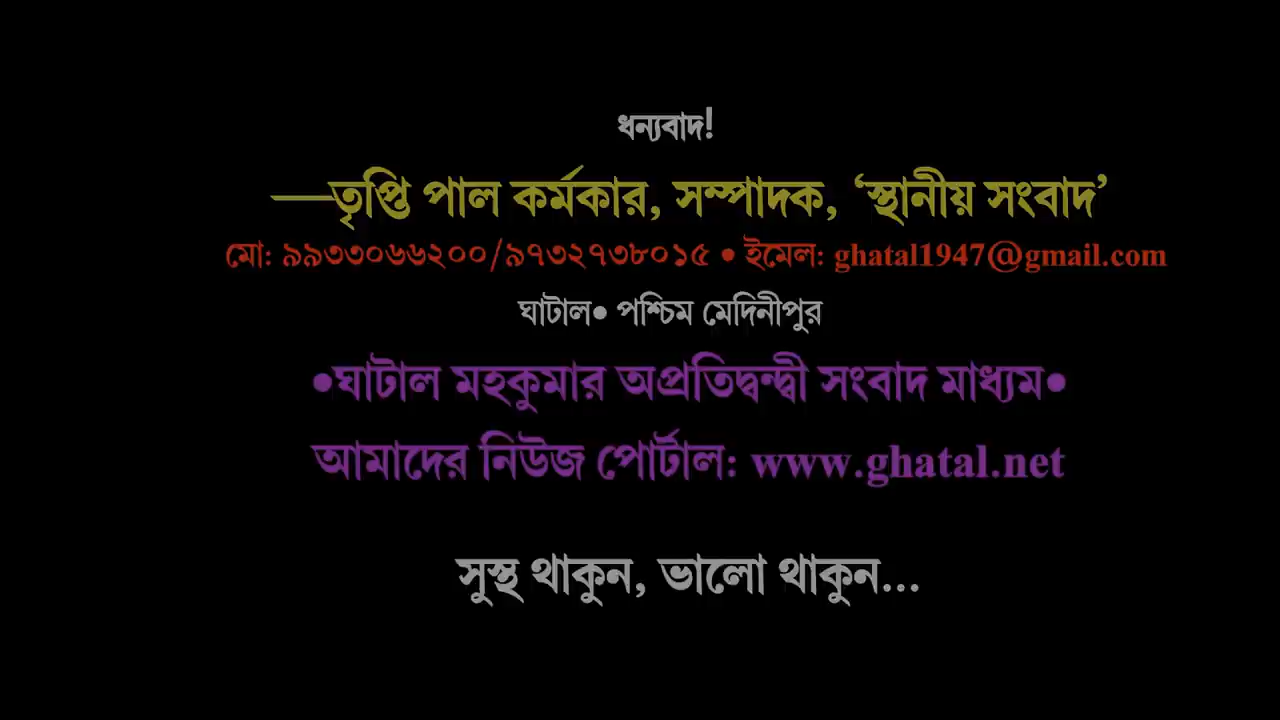 ধন্যবাদ!
—তৃপ্তি পাল কর্মকার, সম্পাদক, ‘স্থানীয় সংবাদ’
মো: ৯৯৩৩০৬৬২০০/৯৭৩২৭৩৮০১৫ • ইমেল: ghatal1947@gmail.com
ঘাটাল• পশ্চিম মেদিনীপুর
•ঘাটাল মহকুমার অপ্রতিদ্বন্দ্বী সংবাদ মাধ্যম•
আমাদের নিউজ পোর্টাল: www.ghatal.net
সুস্থ থাকুন, ভালো থাকুন...